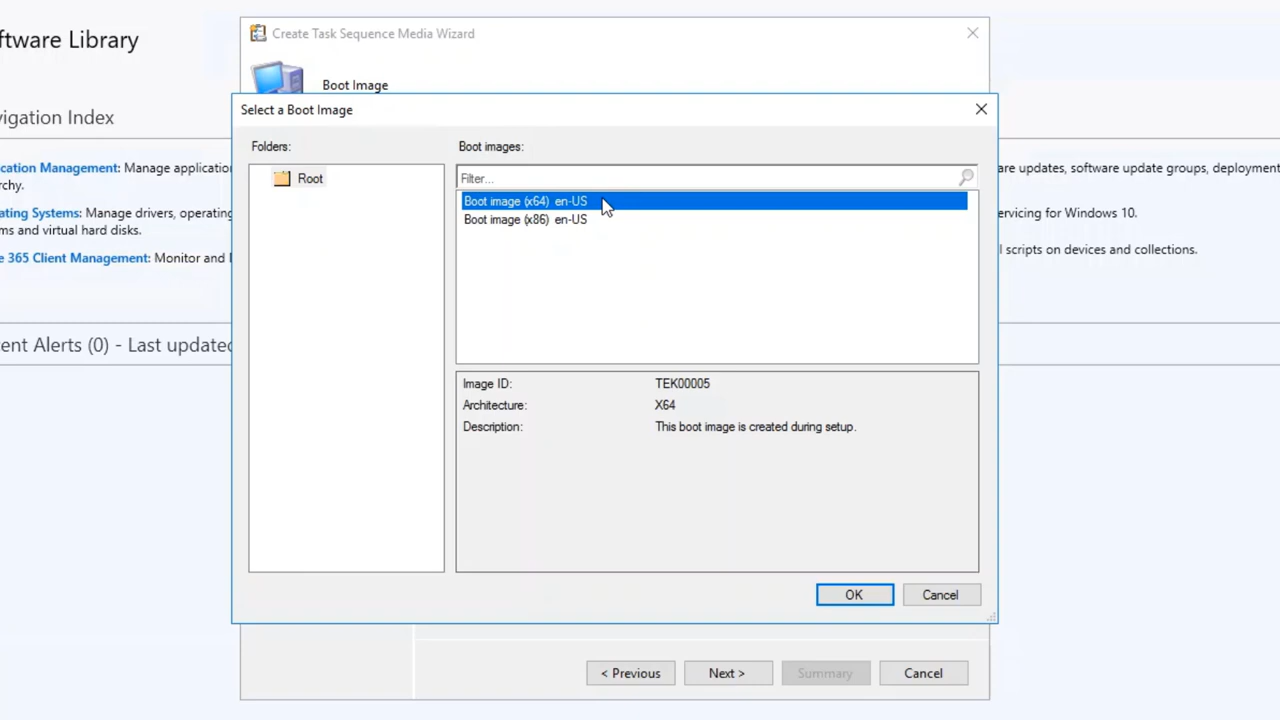 ftware Library
Create Task Sequence Media Wizard
Boot Image
Select a Boot Image
vigation Index
Folders:
Boot images:
Root
Filter...
Boot image (x64) en-US
Boot image (x86) en-US
ication Management: Manage application
rchy.
ating Systems: Manage drivers, operating
ms and virtual hard disks.
e 365 Client Management: Monitor and
are updates, software update groups, deployment
ervicing for Windows 10.
l scripts on devices and collections.
ent Alerts (0) - Last updated
Image ID: TEK00005
Architecture: X64
Description: This boot image is created during setup.
OK
Cancel
< Previous
Next >
Summary
Cancel